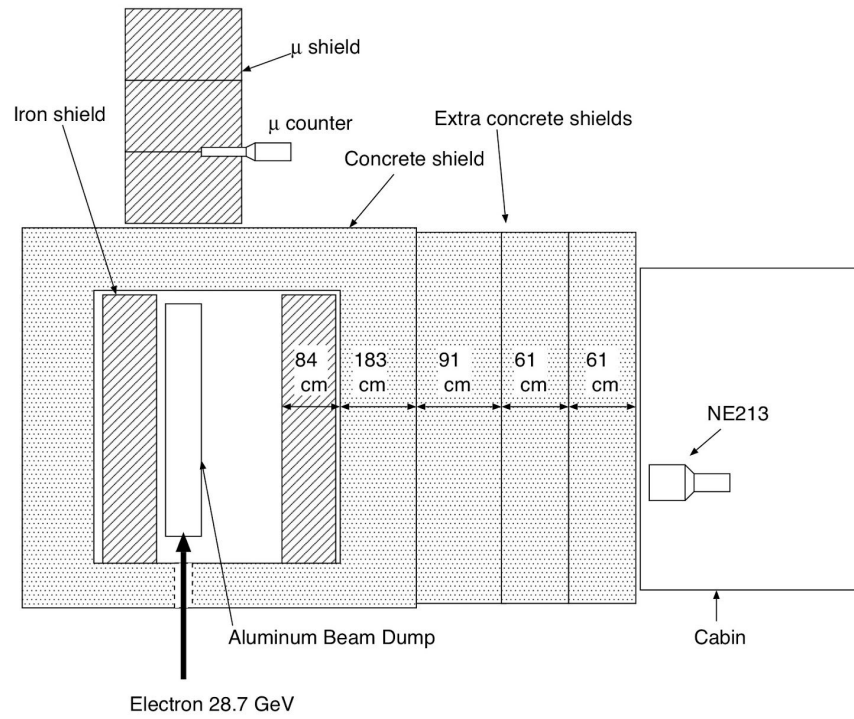 μ shield
Iron shield
μ counter
Extra concrete shields
Concrete shield
84 cm
183 cm
91 cm
61 cm
61 cm
NE213
Aluminum Beam Dump
Cabin
Electron 28.7 GeV